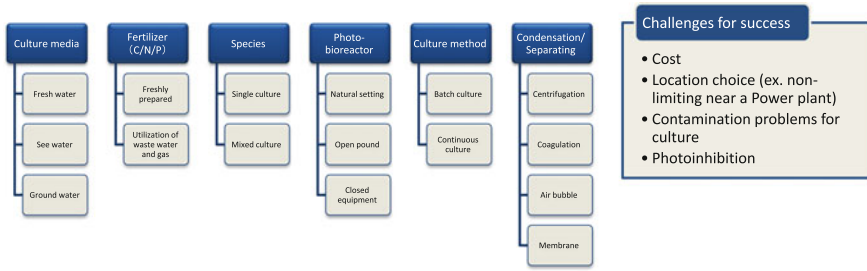 Culture media
Fresh water
See water
Ground water
Fertilizer
(C/N/P)
Freshly
prepared
Utilization of
waste water
and gas
Species
Single culture
Mixed culture
Photo-
bioreactor
Natural setting
Open pound
Closed
equipment
Culture method
Batch culture
Continuous
culture
Condensation/
Separating
Centrifugation
Coagulation
Air bubble
Membrane
Challenges for success
• Cost
• Location choice (ex. non-
limiting near a Power plant)
• Contamination problems for
culture
• Photoinhibition